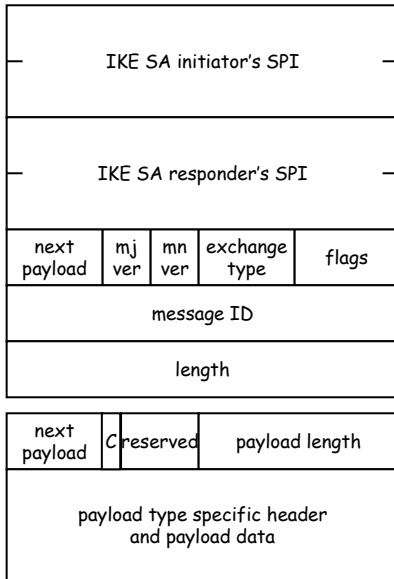 IKE SA initiator's SPI
IKE SA responder's SPI
next payload
mj ver
mn ver
exchange type
flags
message ID
length
next payload
C
reserved
payload length
payload type specific header
and payload data